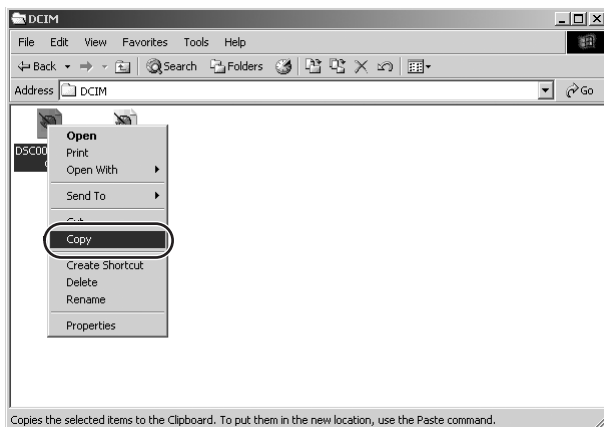 DCIM
File Edit View Favorites Tools Help
Back Search Folders
Address DCIM Go
DSC00
Open
Print
Open With
Send To
Cut
Copy
Create Shortcut
Delete
Rename
Properties
Copies the selected items to the Clipboard. To put them in the new location, use the Paste command.